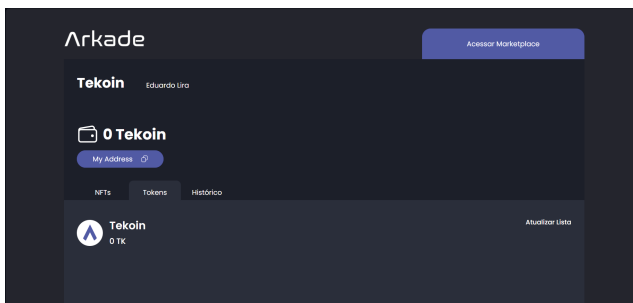 Arkade
Acessar Marketplace
Tekoin
Eduardo Lira
0 Tekoin
My Address
NFTs
Tokens
Histórico
Tekoin
Atualizar Lista
0 TK